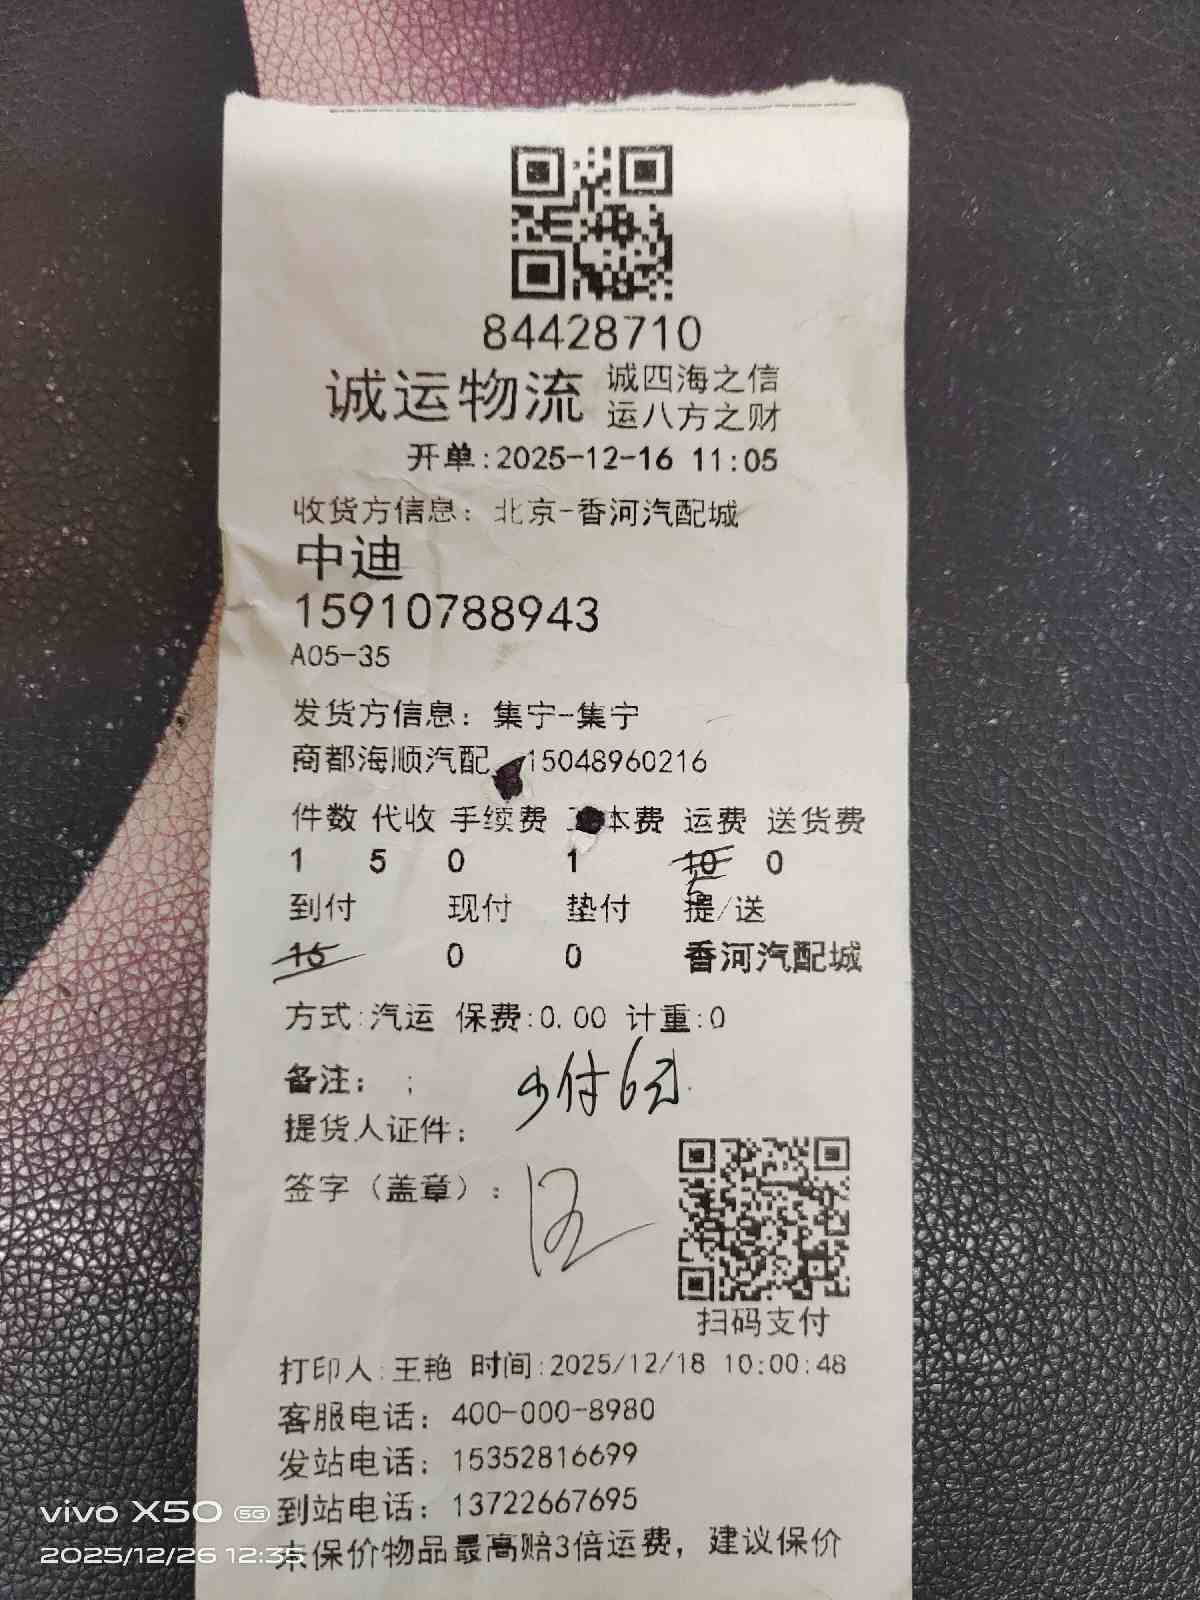 84428710
诚运物流 诚四海之信
运八方之财
开单:2025-12-16 11:05
收货方信息: 北京-香河汽配城
中迪
15910788943
A05-35
发货方信息: 集宁-集宁
商都海顺汽配 15048960216
件数 代收 手续费 本费 运费 送货费
1 5 0 1 10 0
到付 现付 垫付 提/送
15 0 0 香河汽配城
方式:汽运 保费:0.00 计重:0
备注: ;
少付6元.
提货人证件:
签字（盖章）:
扫码支付
打印人:王艳 时间:2025/12/18 10:00:48
客服电话: 400-000-8980
发站电话: 15352816699
到站电话: 13722667695
未保价物品最高赔3倍运费，建议保价
vivo X50 5G
2025/12/26 12:35